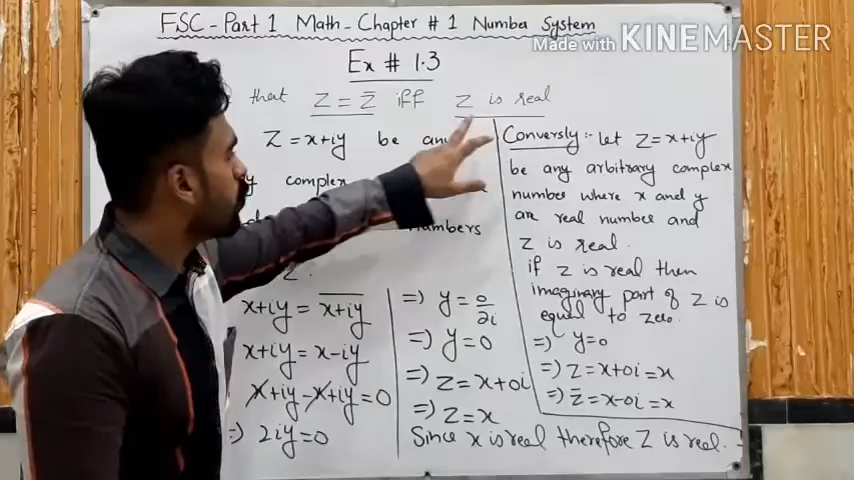 FSC-Part 1 Math-Chapter # 1 Number System
Made with KINEMASTER
Ex # 1.3
that Z = Z̄ iff Z is real
Z = x+iy be any
complex
numbers
Z.
x+iy = \overline{x+iy}
x+iy = x-iy
x+iy-x+iy=0
=) 2iy=0
=) y = 0/2i
=) y=0
=) Z = x+0i
=) Z = x
Since x is real therefore Z is real.
Conversly:- let Z=x+iy
be any arbitrary complex
number where x and y
are real number and
Z is real.
if Z is real then
imaginary part of Z is
equal to zero.
=) y=0
=) Z=x+0i=x
=) Z̄=x-0i=x